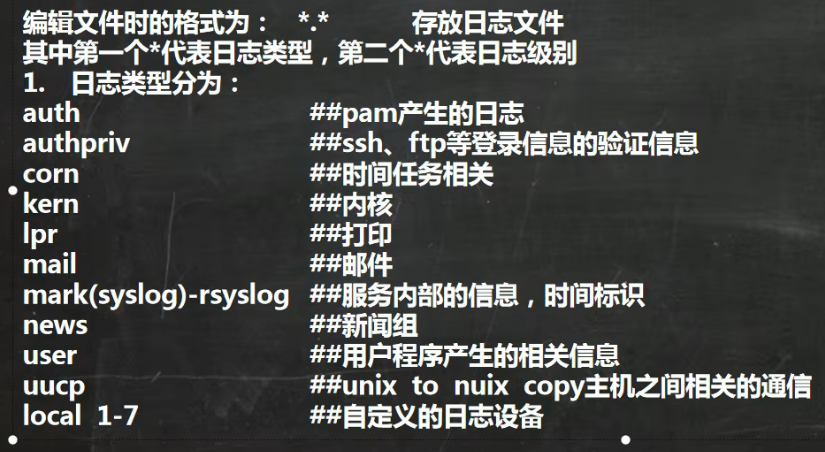 编辑文件时的格式为： *.* 存放日志文件
其中第一个*代表日志类型，第二个*代表日志级别
1. 日志类型分为：
auth ##pam产生的日志
authpriv ##ssh、ftp等登录信息的验证信息
corn ##时间任务相关
kern ##内核
lpr ##打印
mail ##邮件
mark(syslog)-rsyslog ##服务内部的信息，时间标识
news ##新闻组
user ##用户程序产生的相关信息
uucp ##unix to nuix copy主机之间相关的通信
local 1-7 ##自定义的日志设备